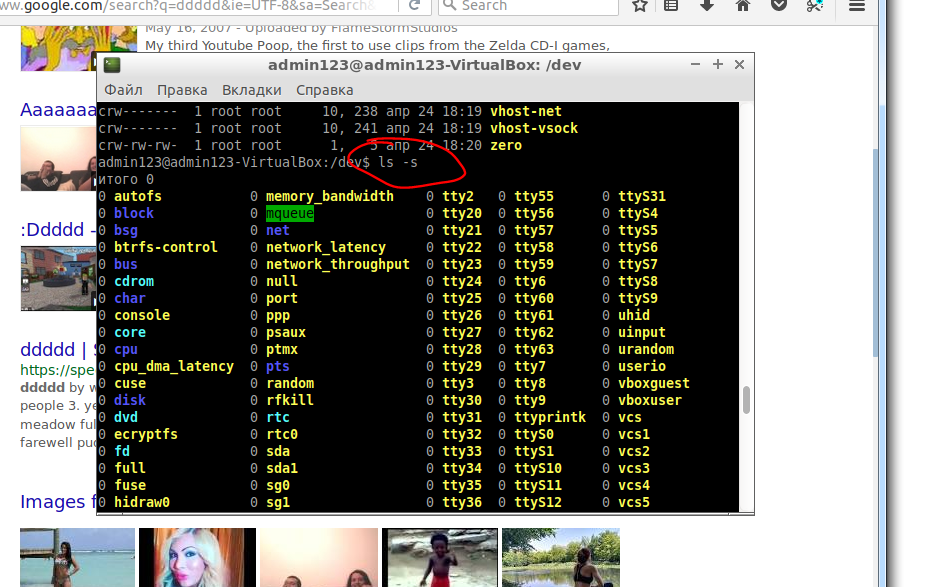 www.google.com/search?q=ddddd&ie=UTF-8&sa=Search&
Search
May 16, 2007 - Uploaded by FlameStormStudios
My third Youtube Poop, the first to use clips from the Zelda CD-I games,
admin123@admin123-VirtualBox: /dev
Файл Правка Вкладки Справка
crw------- 1 root root 10, 238 апр 24 18:19 vhost-net
crw------- 1 root root 10, 241 апр 24 18:19 vhost-vsock
crw-rw-rw- 1 root root 1, 5 апр 24 18:20 zero
admin123@admin123-VirtualBox:/dev$ ls -s
итого 0
0 autofs 0 memory_bandwidth 0 tty2 0 tty55 0 ttyS31
0 block 0 mqueue 0 tty20 0 tty56 0 ttyS4
0 bsg 0 net 0 tty21 0 tty57 0 ttyS5
0 btrfs-control 0 network_latency 0 tty22 0 tty58 0 ttyS6
0 bus 0 network_throughput 0 tty23 0 tty59 0 ttyS7
0 cdrom 0 null 0 tty24 0 tty6 0 ttyS8
0 char 0 port 0 tty25 0 tty60 0 ttyS9
0 console 0 ppp 0 tty26 0 tty61 0 uhid
0 core 0 psaux 0 tty27 0 tty62 0 uinput
0 cpu 0 ptmx 0 tty28 0 tty63 0 urandom
0 cpu_dma_latency 0 pts 0 tty29 0 tty7 0 userio
0 cuse 0 random 0 tty3 0 tty8 0 vboxguest
0 disk 0 rfkill 0 tty30 0 tty9 0 vboxuser
0 dvd 0 rtc 0 tty31 0 ttyprintk 0 vcs
0 ecryptfs 0 rtc0 0 tty32 0 ttyS0 0 vcs1
0 fd 0 sda 0 tty33 0 ttyS1 0 vcs2
0 full 0 sda1 0 tty34 0 ttyS10 0 vcs3
0 fuse 0 sg0 0 tty35 0 ttyS11 0 vcs4
0 hidraw0 0 sg1 0 tty36 0 ttyS12 0 vcs5
Aaaaaaa
:Ddddd -
ddddd |
https://spe
ddddd by
people 3.
meadow
farewell
Images